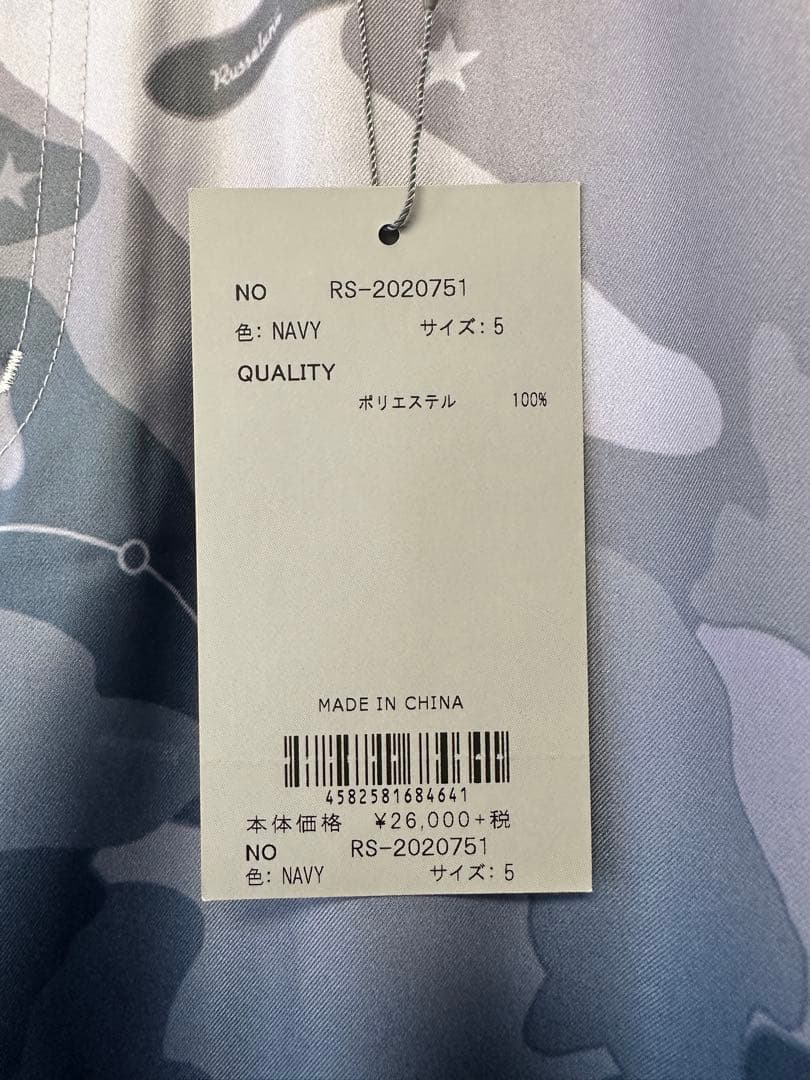 Russeluno
NO RS-2020751
色: NAVY サイズ: 5
QUALITY
ポリエステル 100%
MADE IN CHINA
4582581684641
本体価格 ¥26,000+税
NO RS-2020751
色: NAVY サイズ: 5